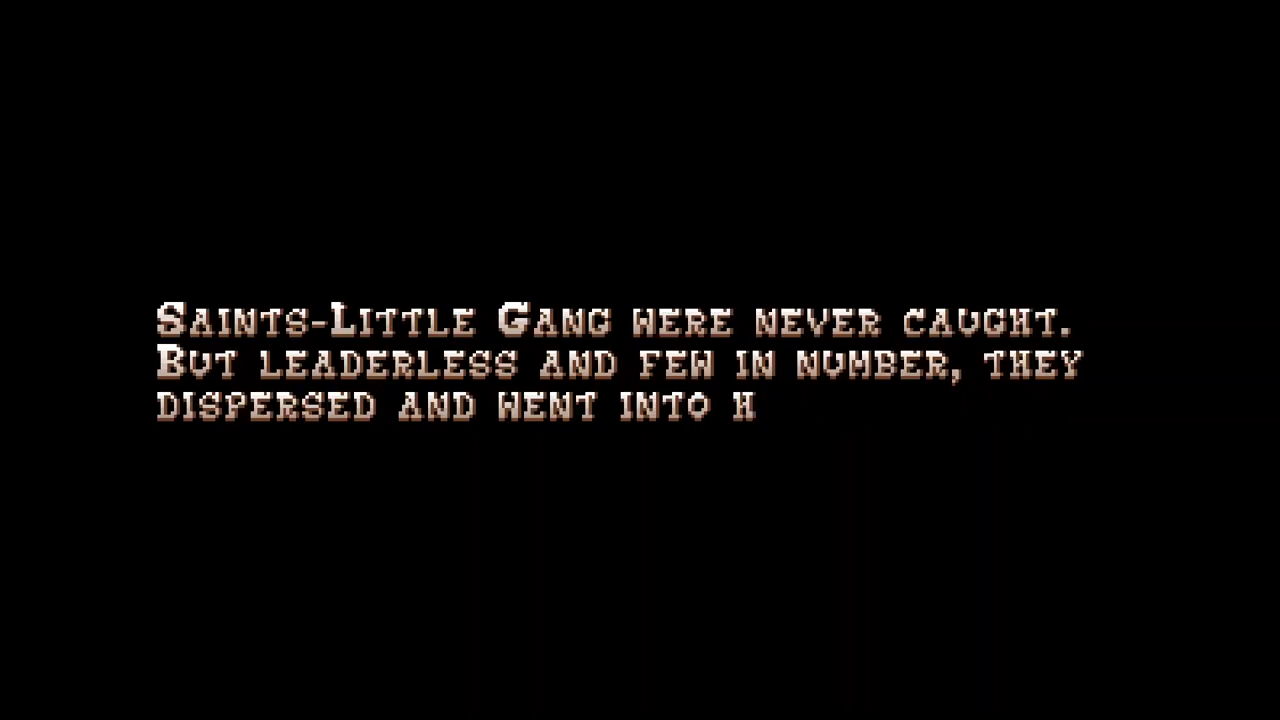 Saints-Little Gang were never caught.
But leaderless and few in number, they
dispersed and went into h